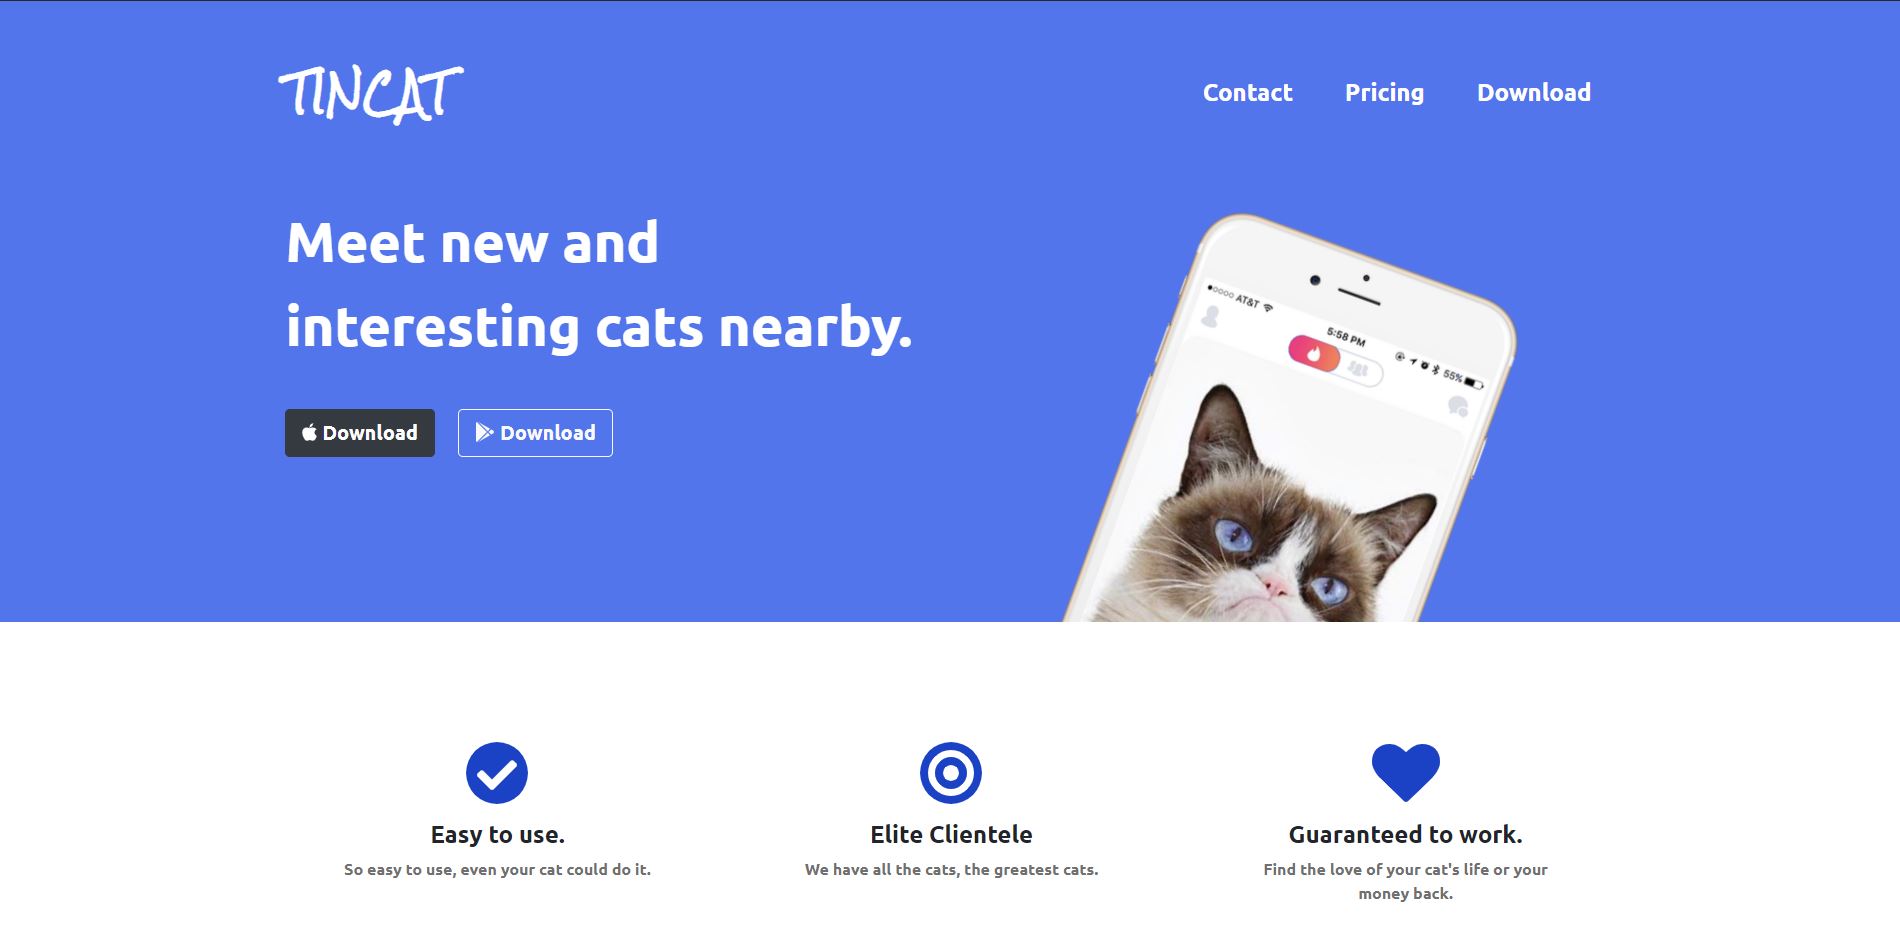 TINCAT
Contact Pricing Download
Meet new and
interesting cats nearby.
Download Download
AT&T
5:58 PM
55%
Easy to use.
So easy to use, even your cat could do it.
Elite Clientele
We have all the cats, the greatest cats.
Guaranteed to work.
Find the love of your cat's life or your
money back.